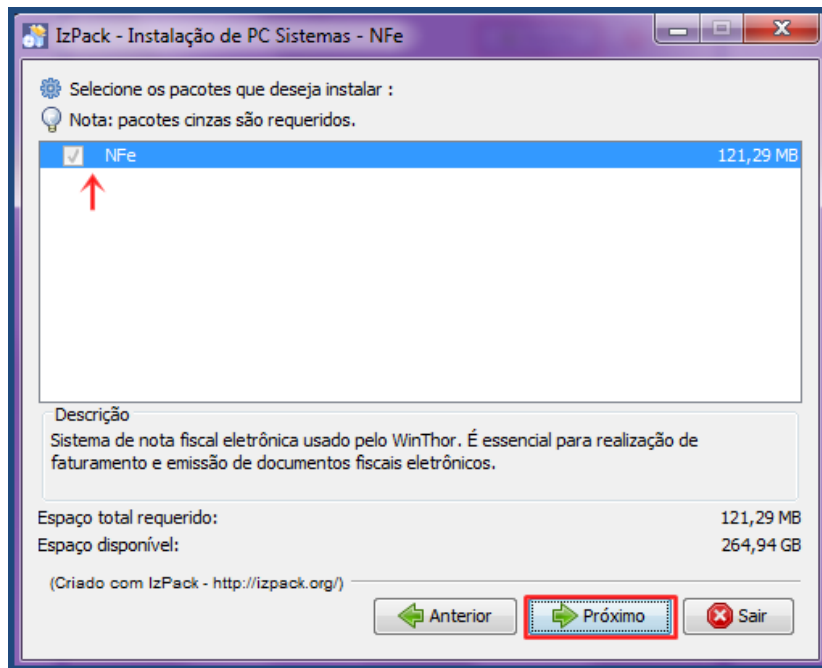 IzPack - Instalação de PC Sistemas - NFe
Selecione os pacotes que deseja instalar :
Nota: pacotes cinzas são requeridos.
NFe 121,29 MB
Descrição
Sistema de nota fiscal eletrônica usado pelo WinThor. É essencial para realização de
faturamento e emissão de documentos fiscais eletrônicos.
Espaço total requerido: 121,29 MB
Espaço disponível: 264,94 GB
(Criado com IzPack - http://izpack.org/)
Anterior Próximo Sair